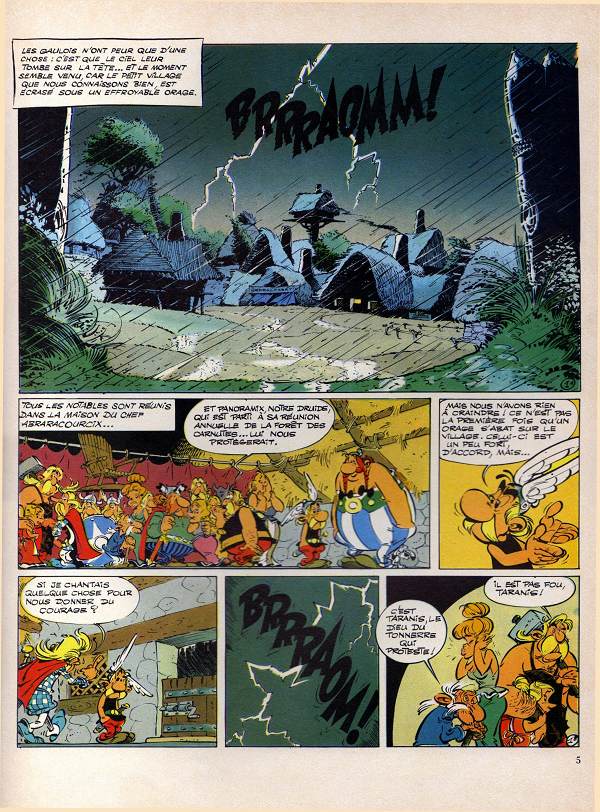 LES GAULOIS N'ONT PEUR QUE D'UNE
CHOSE : C'EST QUE LE CIEL LEUR
TOMBE SUR LA TÊTE... ET LE MOMENT
SEMBLE VENU, CAR LE PETIT VILLAGE
QUE NOUS CONNAISSONS BIEN, EST
ÉCRASÉ SOUS UN EFFROYABLE ORAGE.
BRRRRAOMM!
TOUS LES NOTABLES SONT RÉUNIS
DANS LA MAISON DU CHEF
ABRARACOURCIX...
ET PANORAMIX, NOTRE DRUIDE,
QUI EST PARTI À SA RÉUNION
ANNUELLE DE LA FORÊT DES
CARNUTES... LUI NOUS
PROTÉGERAIT.
MAIS NOUS N'AVONS RIEN
À CRAINDRE ! CE N'EST PAS
LA PREMIÈRE FOIS QU'UN
ORAGE S'ABAT SUR LE
VILLAGE. CELUI-CI EST
UN PEU FORT,
D'ACCORD, MAIS...
SI JE CHANTAIS
QUELQUE CHOSE POUR
NOUS DONNER DU
COURAGE ?
BRRRRAOM!
C'EST
TARANIS, LE
DIEU DU
TONNERRE
QUI
PROTESTE !
IL EST PAS FOU,
TARANIS !
5